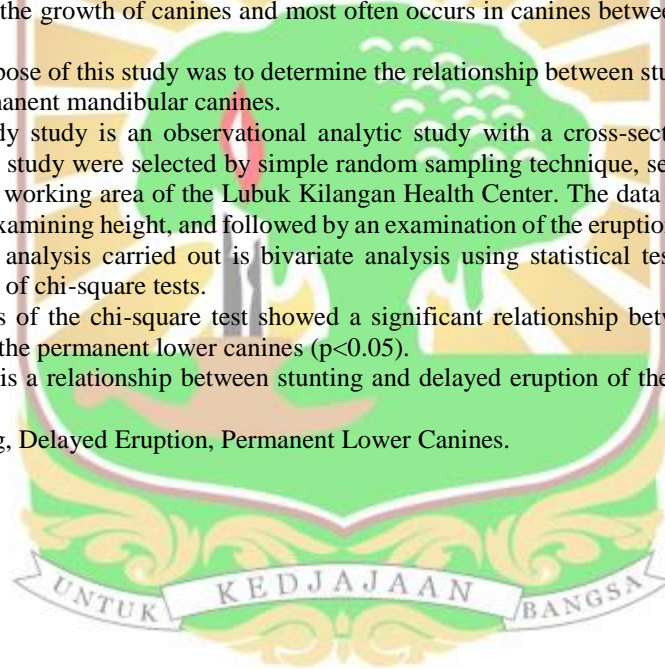 the growth of canines and most often occurs in canines between
pose of this study was to determine the relationship between stu
manent mandibular canines.
dy study is an observational analytic study with a cross-sect
study were selected by simple random sampling technique, se
working area of the Lubuk Kilangan Health Center. The data
xamining height, and followed by an examination of the eruption
analysis carried out is bivariate analysis using statistical tes
of chi-square tests.
s of the chi-square test showed a significant relationship betw
the permanent lower canines (p<0.05).
is a relationship between stunting and delayed eruption of the
g, Delayed Eruption, Permanent Lower Canines.
UNTUK KEDJAJAAN BANGSA